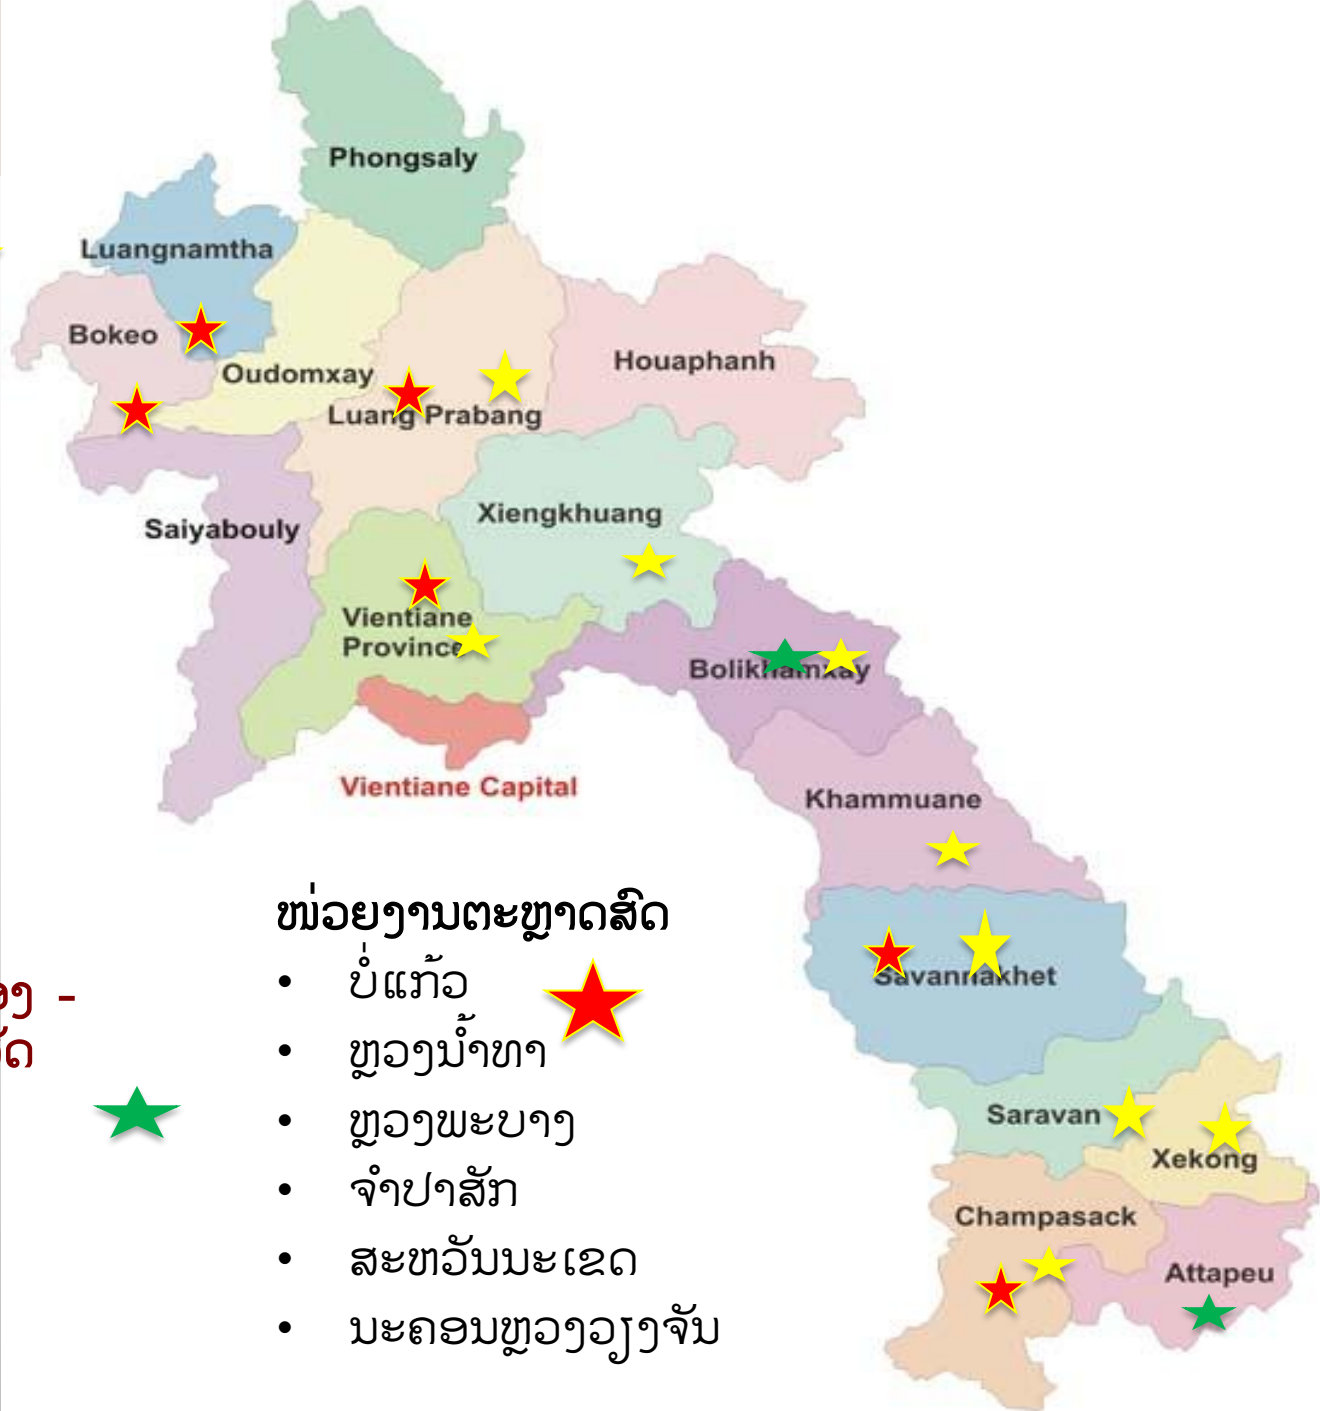 Phongsaly
Luangnamtha
Bokeo
Oudomxay
Houaphanh
Luang Prabang
Xiengkhuang
Saiyabouly
Vientiane
Province
Bolikhamxay
Vientiane Capital
Khammuane
Savannakhet
Saravan
Xekong
Champasack
Attapeu
ໜ່ວຍງານຕະຫຼາດສົດ
• ບໍ່ແກ້ວ
• ຫຼວງນ້ຳທາ
• ຫຼວງພະບາງ
• ຈຳປາສັກ
• ສະຫວັນນະເຂດ
• ນະຄອນຫຼວງວຽງຈັນ